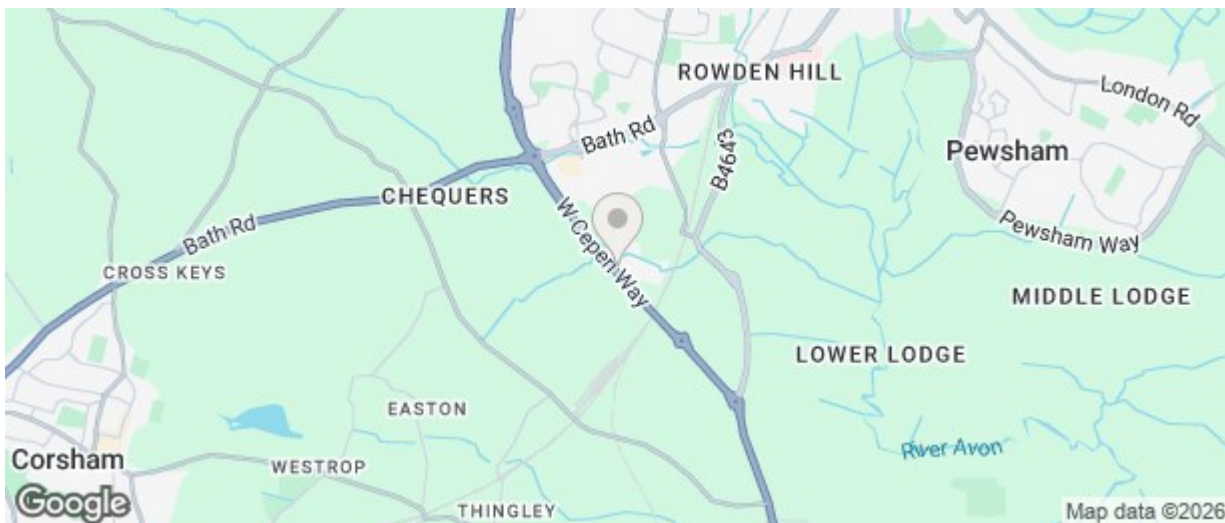 ROWDEN HILL
London Rd
Bath Rd
Pewsham
B4643
CHEQUERS
W Cepen Way
Bath Rd
Pewsham Way
CROSS KEYS
MIDDLE LODGE
LOWER LODGE
EASTON
River Avon
Corsham
WESTROP
THINGLEY
Google
Map data ©2026